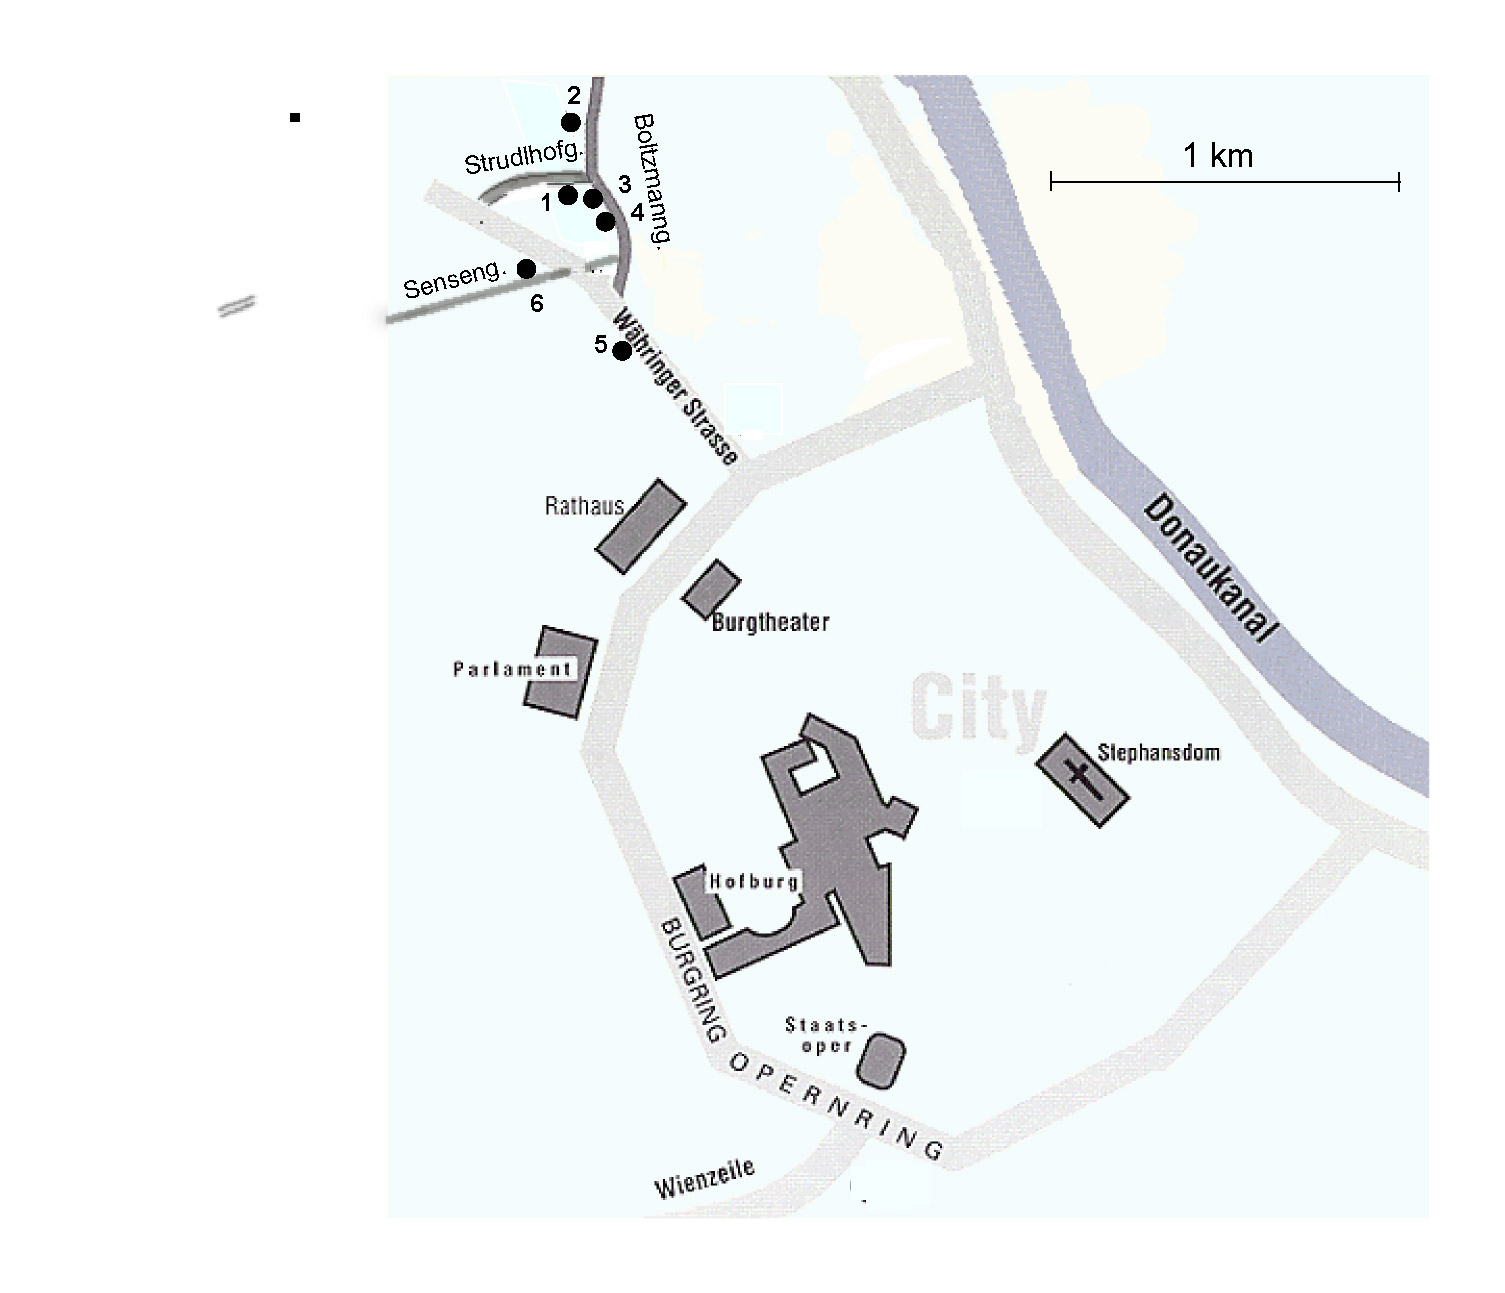 2
1 km
Boltzmanng.
Strudlhofg.
3
1
4
Senseng.
6
5
Währinger Strasse
Rathaus
Donaukanal
Burgtheater
Parlament
City
Stephansdom
Hofburg
BURGRING
Staats-
oper
OPERNRING
Wienzeile